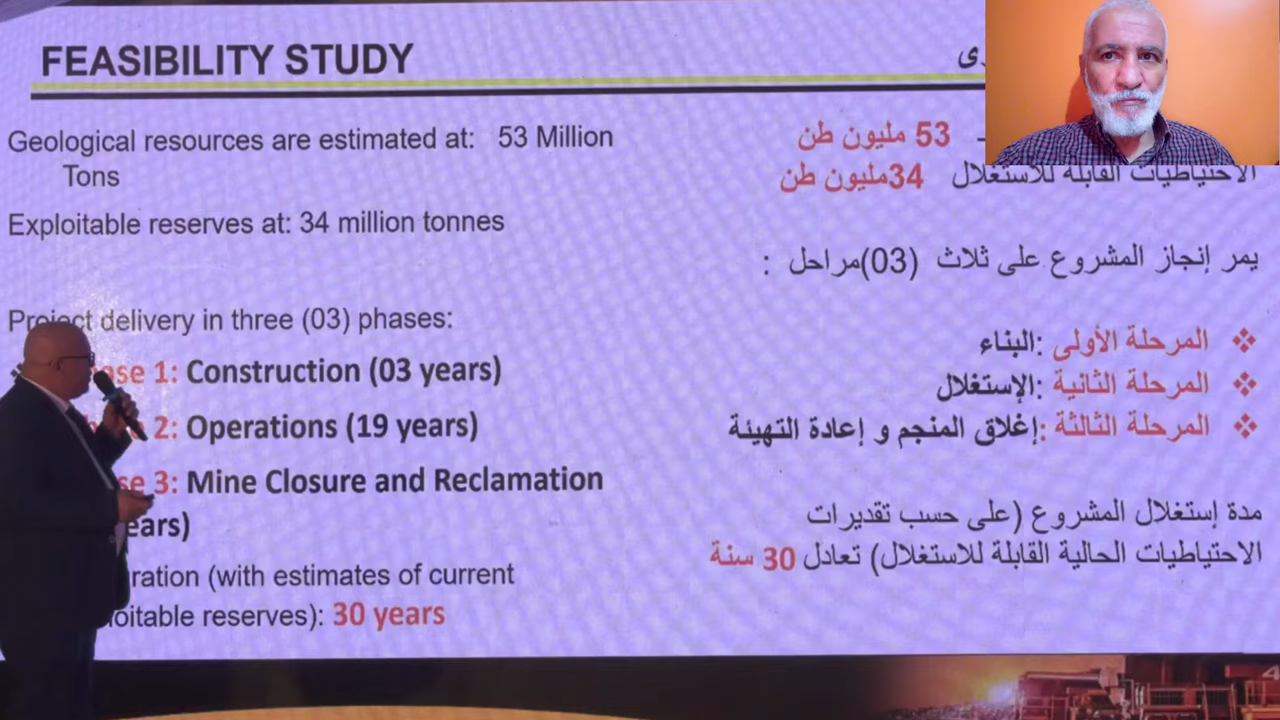 FEASIBILITY STUDY
Geological resources are estimated at: 53 Million
Tons
Exploitable reserves at: 34 million tonnes
Project delivery in three (03) phases:
1: Construction (03 years)
2: Operations (19 years)
3: Mine Closure and Reclamation
(with estimates of current
reserves): 30 years
53 مليون طن
الاحتياطيات القابلة للاستغلال 34مليون طن
يمر إنجاز المشروع على ثلاث (03)مراحل :
❖ المرحلة الأولى :البناء
❖ المرحلة الثانية :الإستغلال
❖ المرحلة الثالثة :إغلاق المنجم و إعادة التهيئة
مدة إستغلال المشروع (على حسب تقديرات
الاحتياطيات الحالية القابلة للاستغلال) تعادل 30 سنة